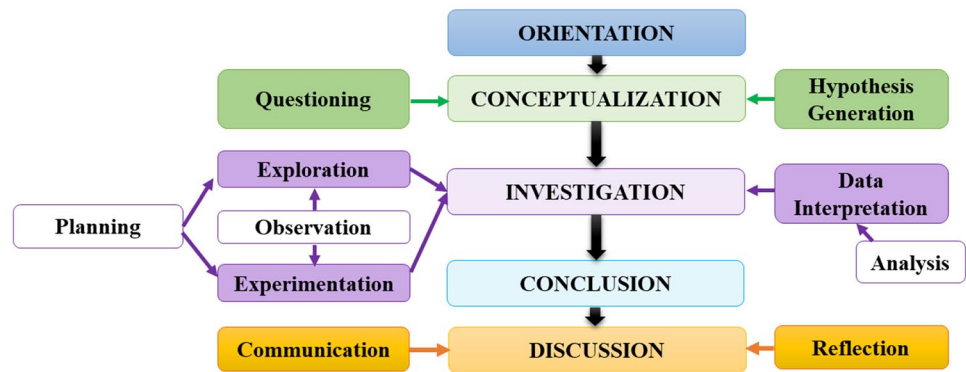 ORIENTATION
Questioning
CONCEPTUALIZATION
Hypothesis
Generation
Exploration
Planning
Observation
Experimentation
INVESTIGATION
Data
Interpretation
Analysis
CONCLUSION
Communication
DISCUSSION
Reflection